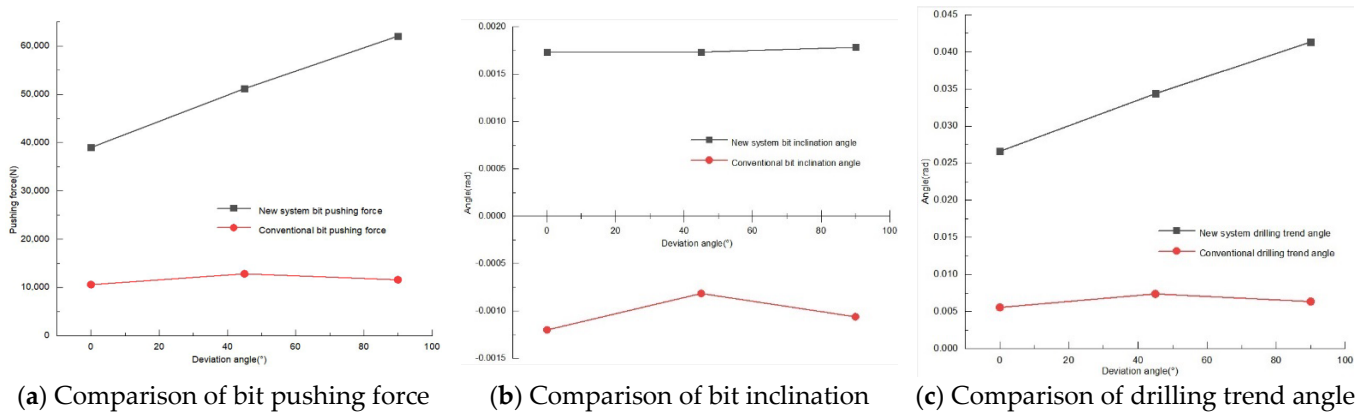 60,000
50,000
40,000
30,000
20,000
10,000
0
Pushing force(N)
New system bit pushing force
Conventional bit pushing force
0 20 40 60 80 100
Deviation angle(°)
(a) Comparison of bit pushing force
0.0020
0.0015
0.0010
0.0005
0.0000
-0.0005
-0.0010
-0.0015
Angle(rad)
New system bit inclination angle
Conventional bit inclination angle
0 20 40 60 80 100
Deviation angle(°)
(b) Comparison of bit inclination
0.045
0.040
0.035
0.030
0.025
0.020
0.015
0.010
0.005
0.000
Angle(rad)
New system drilling trend angle
Conventional drilling trend angle
0 20 40 60 80 100
Deviation angle(°)
(c) Comparison of drilling trend angle